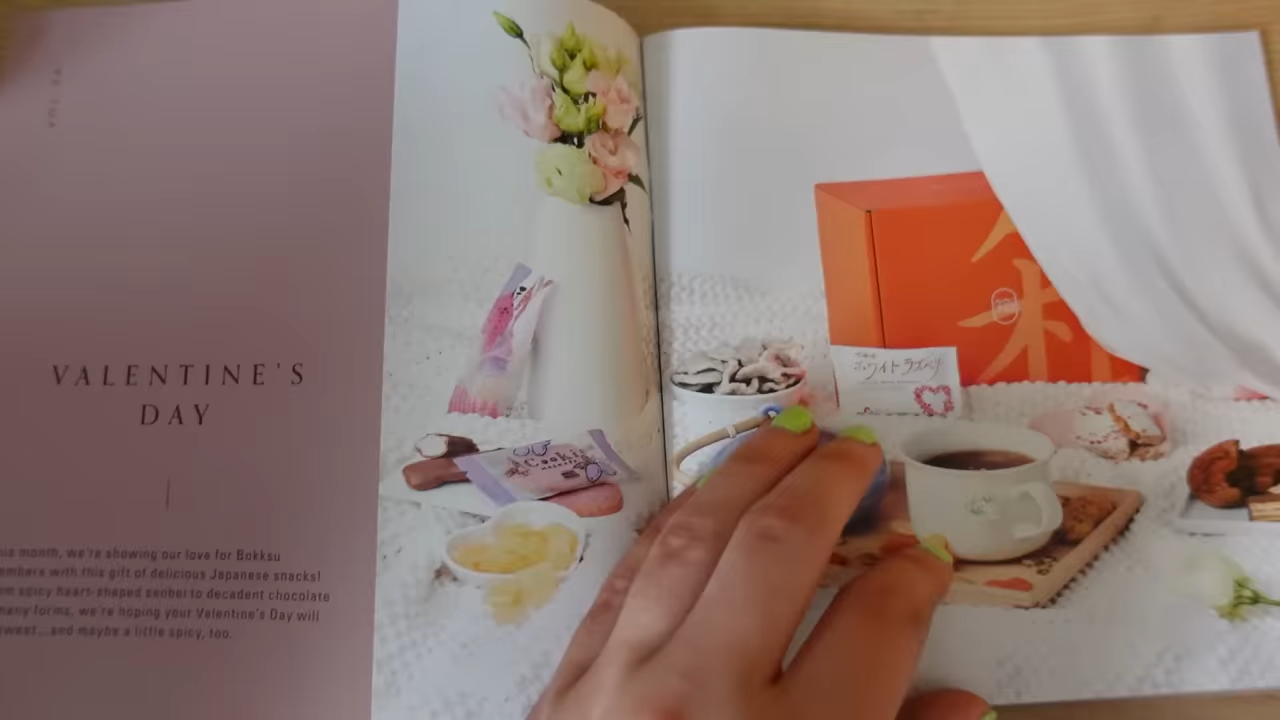 VALENTINE'S
DAY
his month, we're showing our love for Bokksu
embers with this gift of delicious Japanese snacks!
om spicy heart-shaped senbei to decadent chocolate
many forms, we're hoping your Valentine's Day will
sweet...and maybe a little spicy, too.
Cookie
ホワイトラズベリー